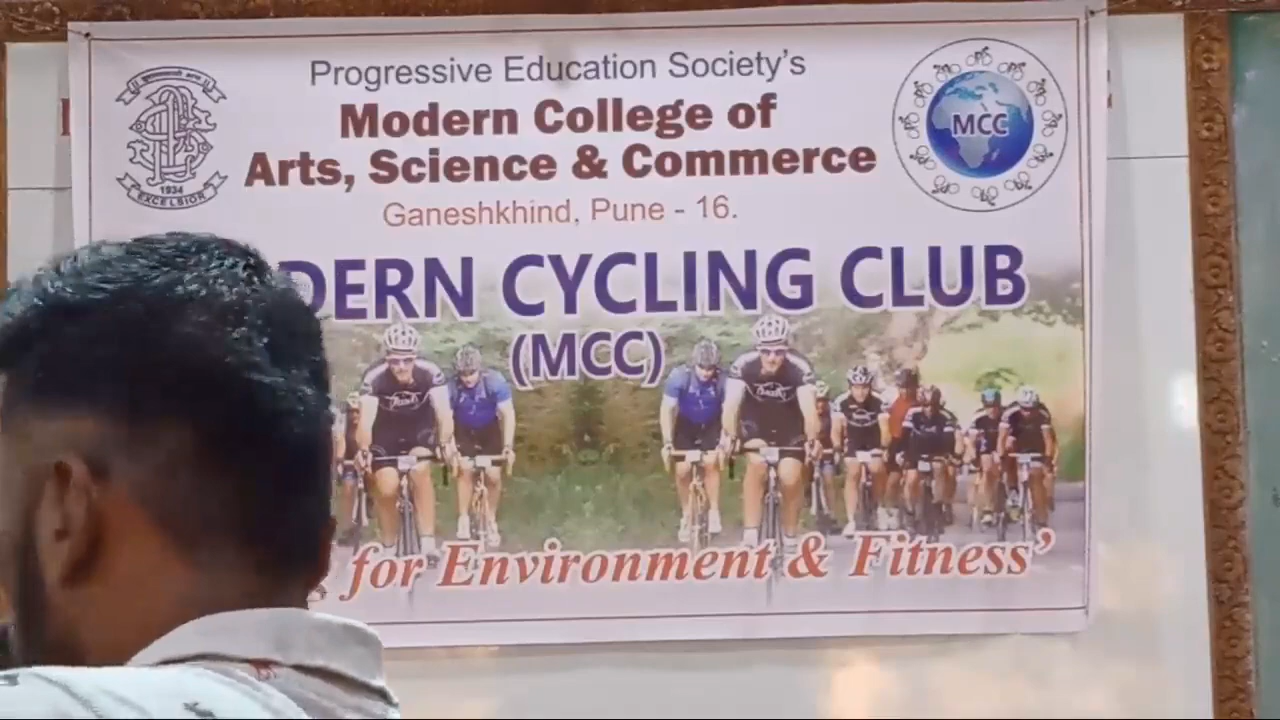 Progressive Education Society's
Modern College of
Arts, Science & Commerce
Ganeshkhind, Pune - 16.
DERN CYCLING CLUB
(MCC)
for Environment & Fitness'
1934
EXCELSIOR
MCC